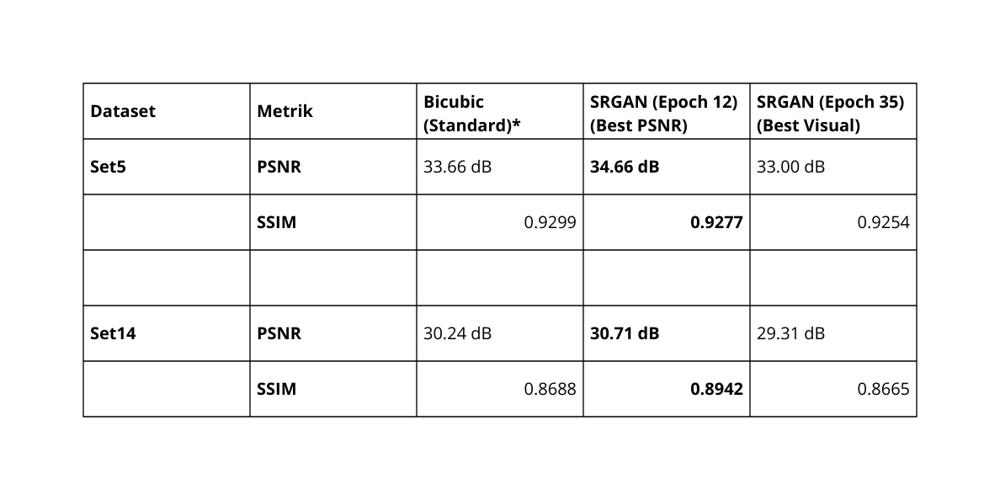 Dataset
Metrik
Bicubic
(Standard)*
SRGAN (Epoch 12)
(Best PSNR)
SRGAN (Epoch 35)
(Best Visual)
Set5
PSNR
33.66 dB
34.66 dB
33.00 dB
SSIM
0.9299
0.9277
0.9254
Set14
PSNR
30.24 dB
30.71 dB
29.31 dB
SSIM
0.8688
0.8942
0.8665